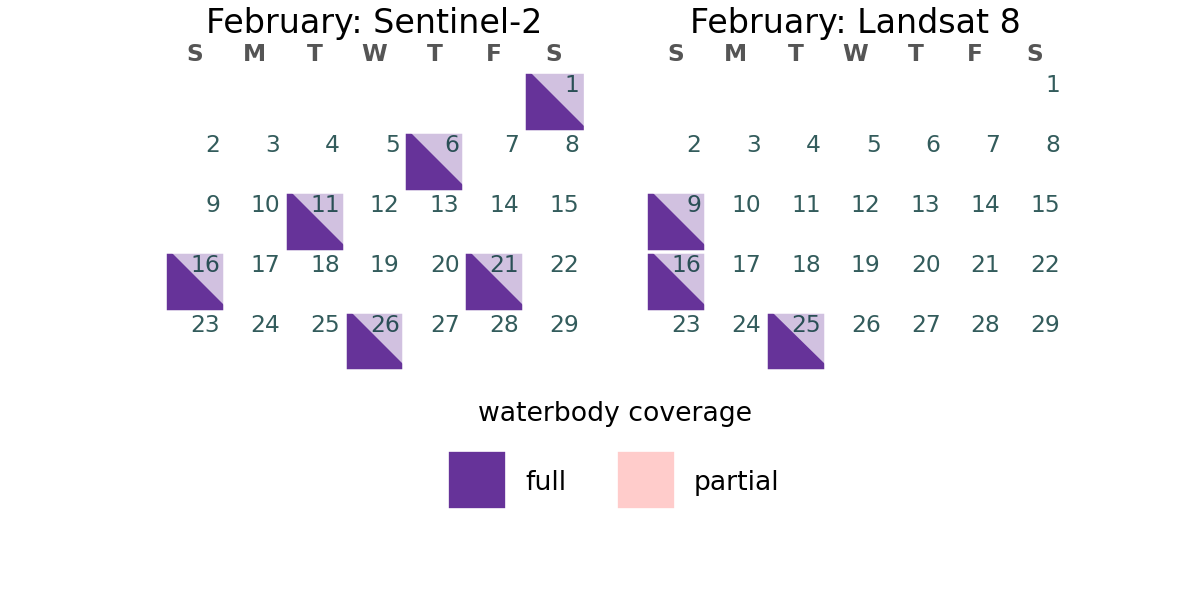 February: Sentinel-2
S M T W T F S
1
2 3 4 5 6 7 8
9 10 11 12 13 14 15
16 17 18 19 20 21 22
23 24 25 26 27 28 29
February: Landsat 8
S M T W T F S
1
2 3 4 5 6 7 8
9 10 11 12 13 14 15
16 17 18 19 20 21 22
23 24 25 26 27 28 29
waterbody coverage
full partial